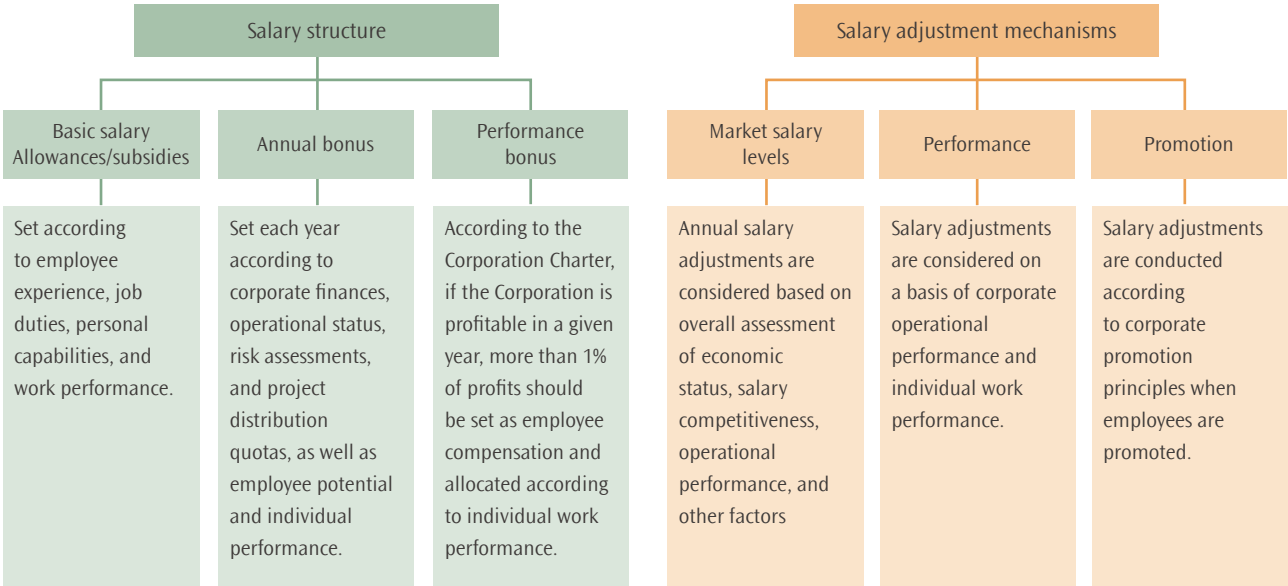 Salary structure
Basic salary
Allowances/subsidies
Set according
to employee
experience, job
duties, personal
capabilities, and
work performance.
Annual bonus
Set each year
according to
corporate finances,
operational status,
risk assessments,
and project
distribution
quotas, as well as
employee potential
and individual
performance.
Performance
bonus
According to the
Corporation Charter,
if the Corporation is
profitable in a given
year, more than 1%
of profits should
be set as employee
compensation and
allocated according
to individual work
performance.
Salary adjustment mechanisms
Market salary
levels
Annual salary
adjustments are
considered based on
overall assessment
of economic
status, salary
competitiveness,
operational
performance, and
other factors
Performance
Salary adjustments
are considered on
a basis of corporate
operational
performance and
individual work
performance.
Promotion
Salary adjustments
are conducted
according
to corporate
promotion
principles when
employees are
promoted.